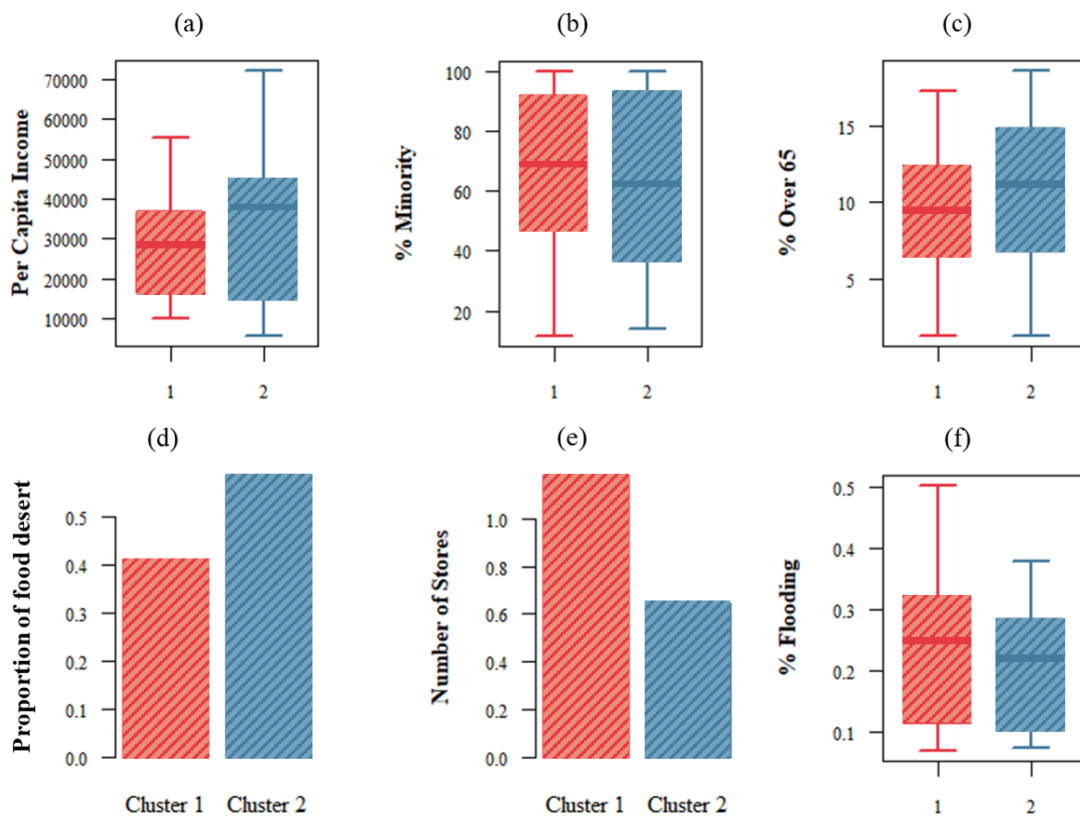 (a)
Per Capita Income
70000
60000
50000
40000
30000
20000
10000
1
2
(b)
% Minority
100
80
60
40
20
1
2
(c)
% Over 65
15
10
5
1
2
(d)
Proportion of food desert
0.5
0.4
0.3
0.2
0.1
0.0
Cluster 1
Cluster 2
(e)
Number of Stores
1.0
0.8
0.6
0.4
0.2
0.0
Cluster 1
Cluster 2
(f)
% Flooding
0.5
0.4
0.3
0.2
0.1
1
2